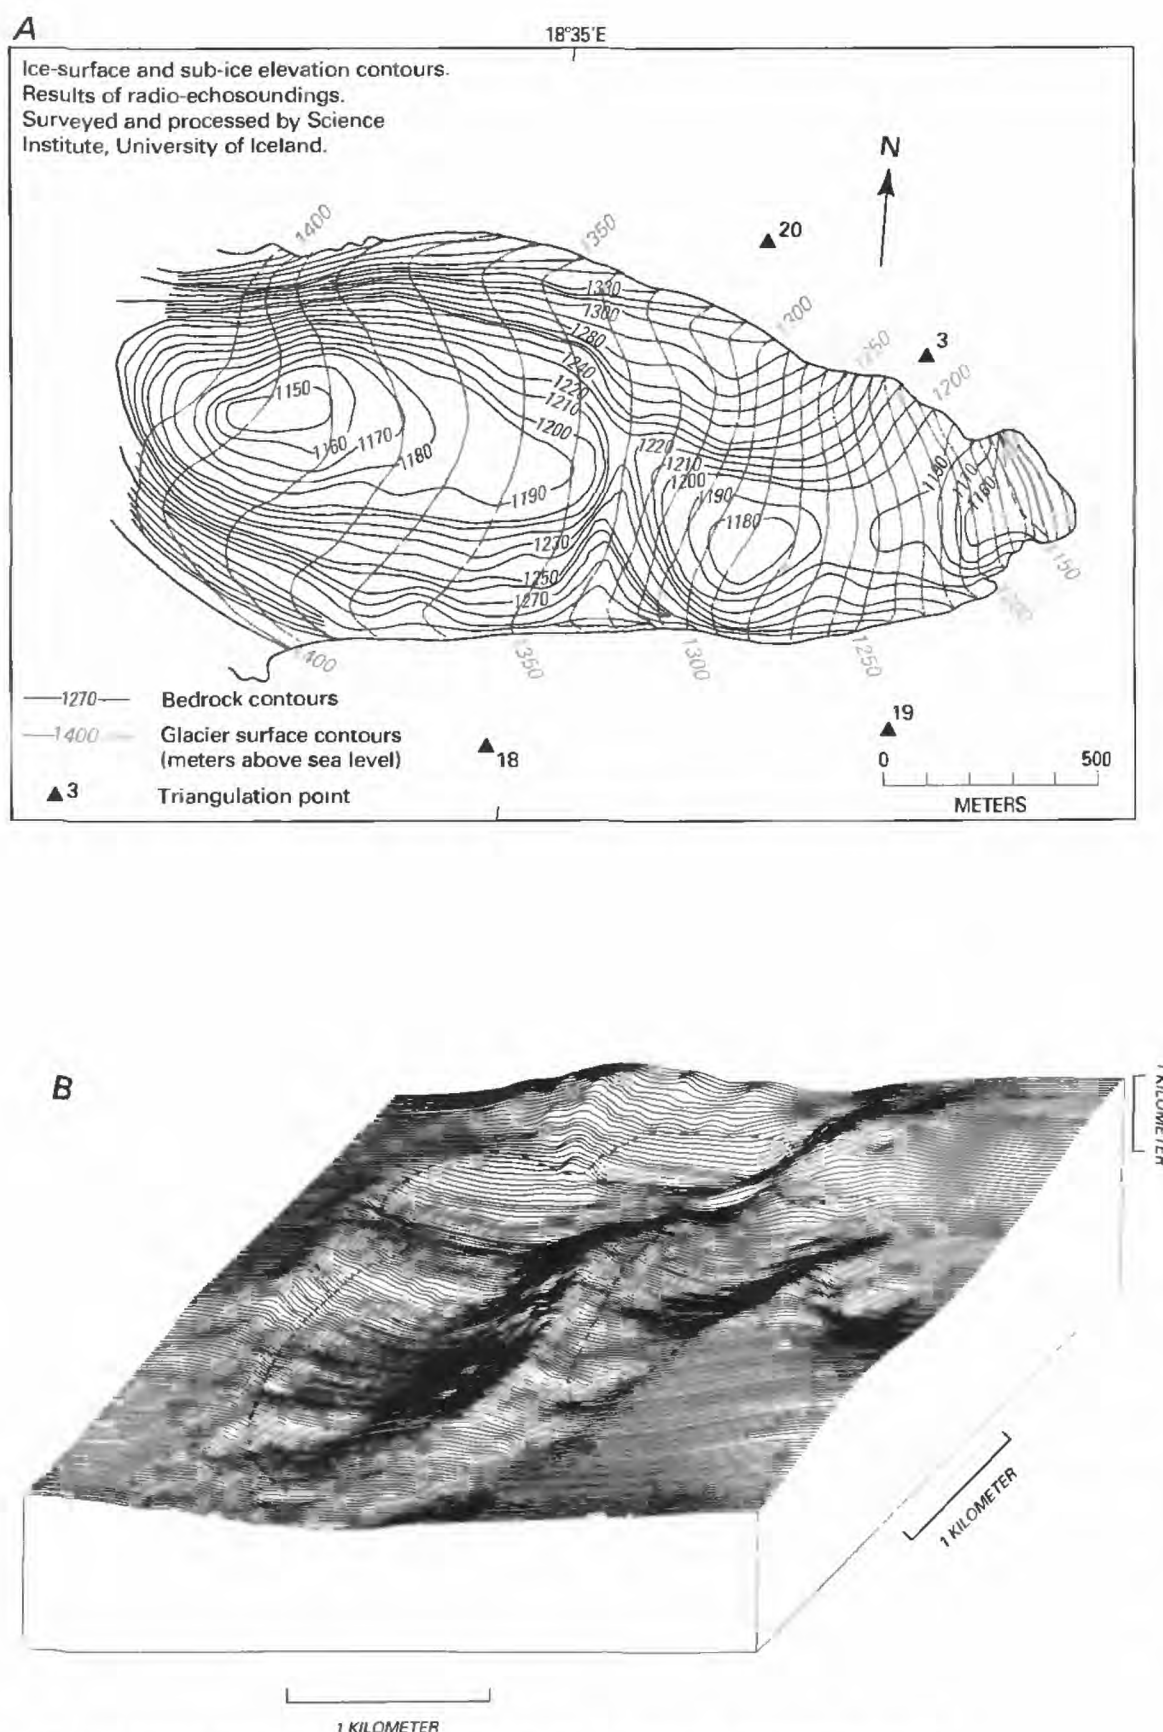 A
18°35'E
Ice-surface and sub-ice elevation contours.
Results of radio-echosoundings.
Surveyed and processed by Science
Institute, University of Iceland.
N
1400
1350
20
1330
1300
1300
1280
3
1250
1240
1200
1220
1210
1150
1200
1220
1160
1170
1210
1180
1180
1200
1170
1190
1190
1160
1180
1230
1150
1250
1270
1200
1400
1350
1300
1250
1270 Bedrock contours
1400 Glacier surface contours
(meters above sea level)
3 Triangulation point
18
19
0 500
METERS
B
1 KILOMETER
1 KILOMETER
1 KILOMETER